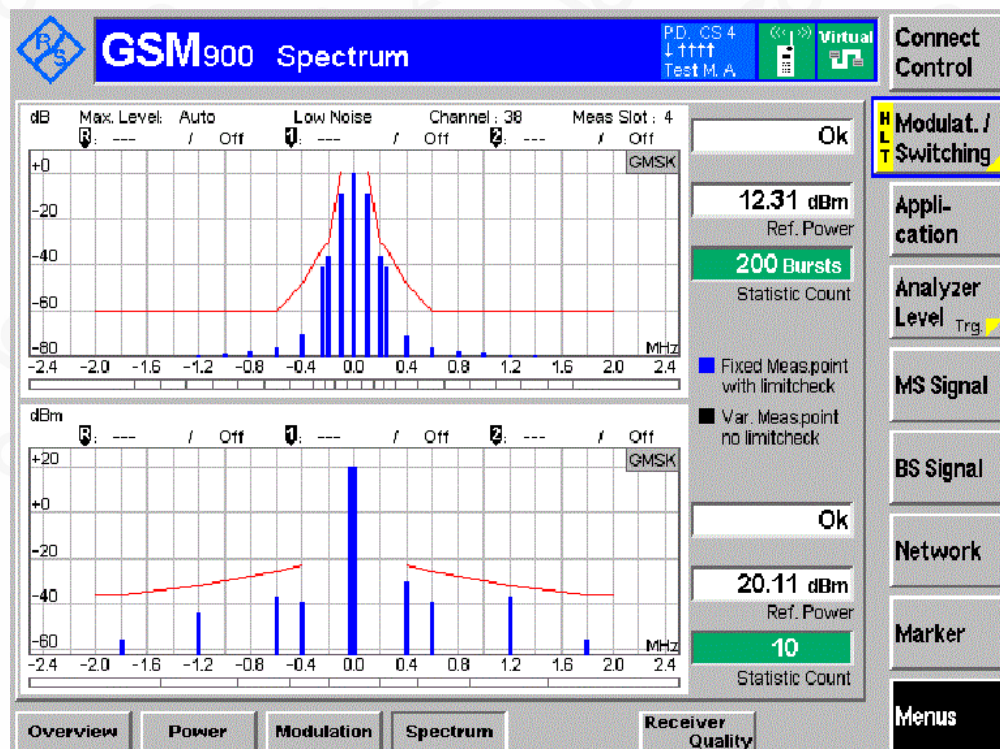 R/S
GSM900 Spectrum
P.D. CS 4
Test M. A
Virtual
Connect
Control
dB Max. Level: Auto Low Noise Channel : 38 Meas Slot : 4
R : --- / Off 1 : --- / Off 2 : --- / Off
GMSK
+0
-20
-40
-60
-80
MHz
-2.4 -2.0 -1.6 -1.2 -0.8 -0.4 0.0 0.4 0.8 1.2 1.6 2.0 2.4
Ok
12.31 dBm
Ref. Power
200 Bursts
Statistic Count
Fixed Meas.point
with limitcheck
Var. Meas.point
no limitcheck
dBm
R : --- / Off 1 : --- / Off 2 : --- / Off
GMSK
+20
+0
-20
-40
-60
MHz
-2.4 -2.0 -1.6 -1.2 -0.8 -0.4 0.0 0.4 0.8 1.2 1.6 2.0 2.4
Ok
20.11 dBm
Ref. Power
10
Statistic Count
HLT
Modulat. /
Switching
Appli-
cation
Analyzer
Level Trg.
MS Signal
BS Signal
Network
Marker
Menus
Overview
Power
Modulation
Spectrum
Receiver
Quality